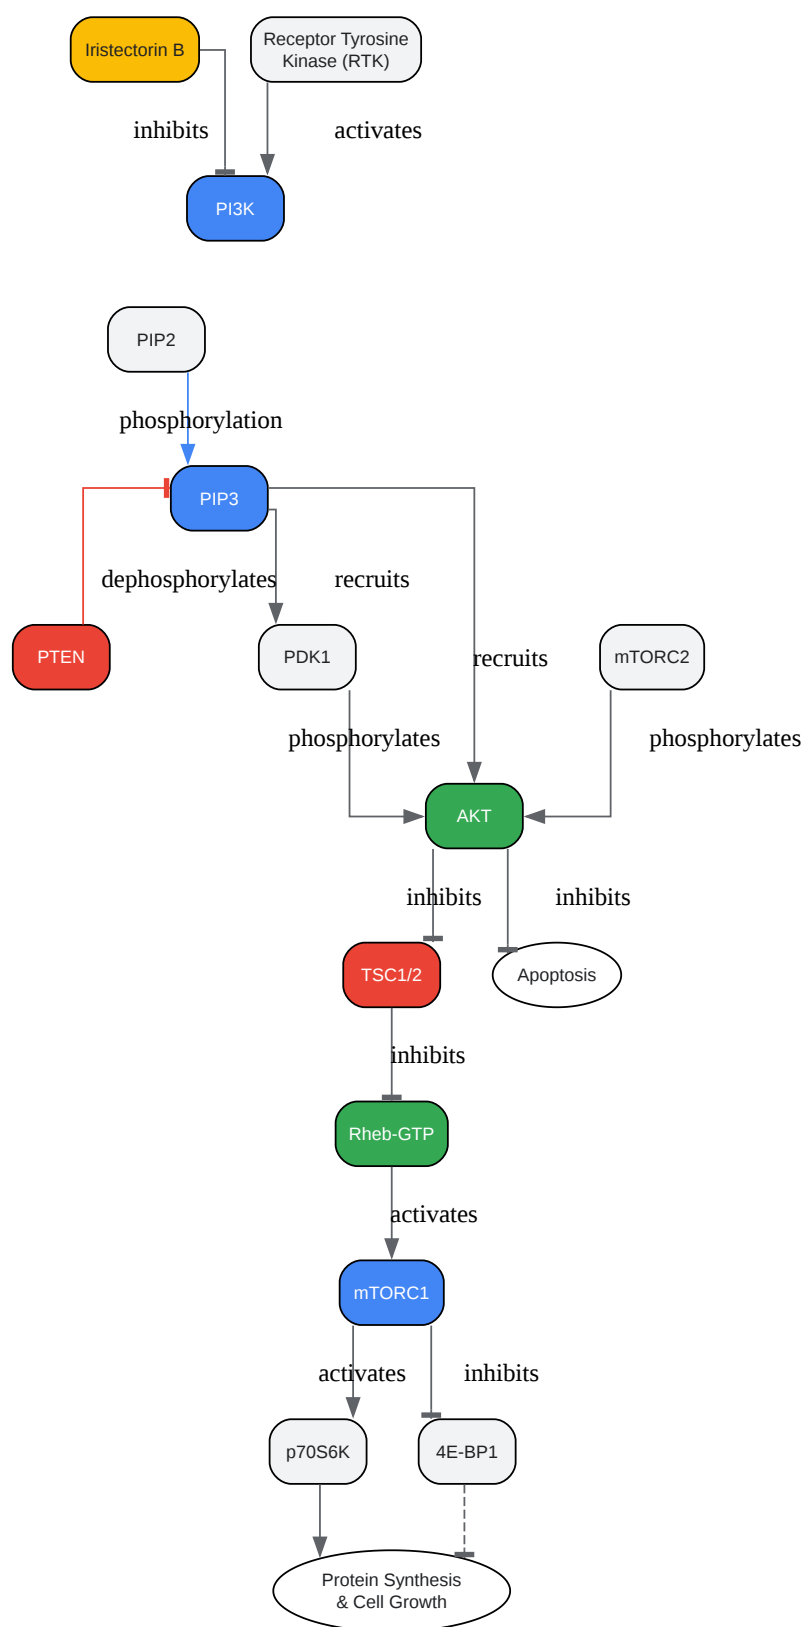 Iristectorin B
Receptor Tyrosine
Kinase (RTK)
inhibits
activates
PI3K
PIP2
phosphorylation
PIP3
dephosphorylates
recruits
PTEN
PDK1
recruits
mTORC2
phosphorylates
phosphorylates
AKT
inhibits
inhibits
TSC1/2
Apoptosis
inhibits
Rheb-GTP
activates
mTORC1
activates
inhibits
p70S6K
4E-BP1
Protein Synthesis
& Cell Growth